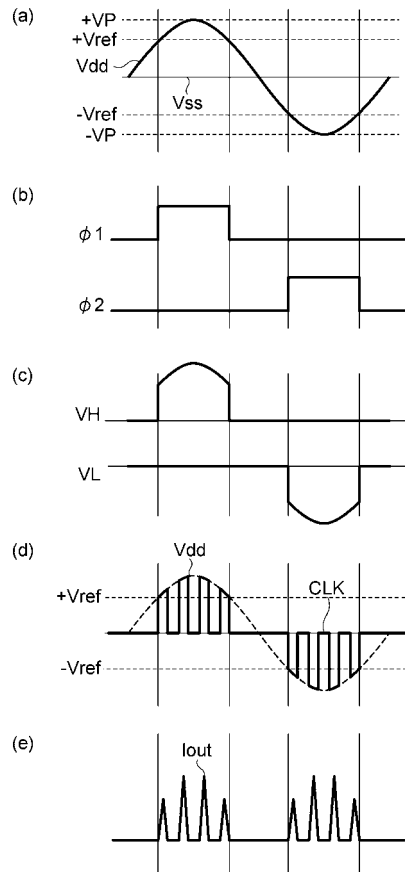 (a)
+VP
+Vref
Vdd
Vss
-Vref
-VP
(b)
φ1
φ2
(c)
VH
VL
(d)
Vdd
+Vref
CLK
-Vref
(e)
Iout